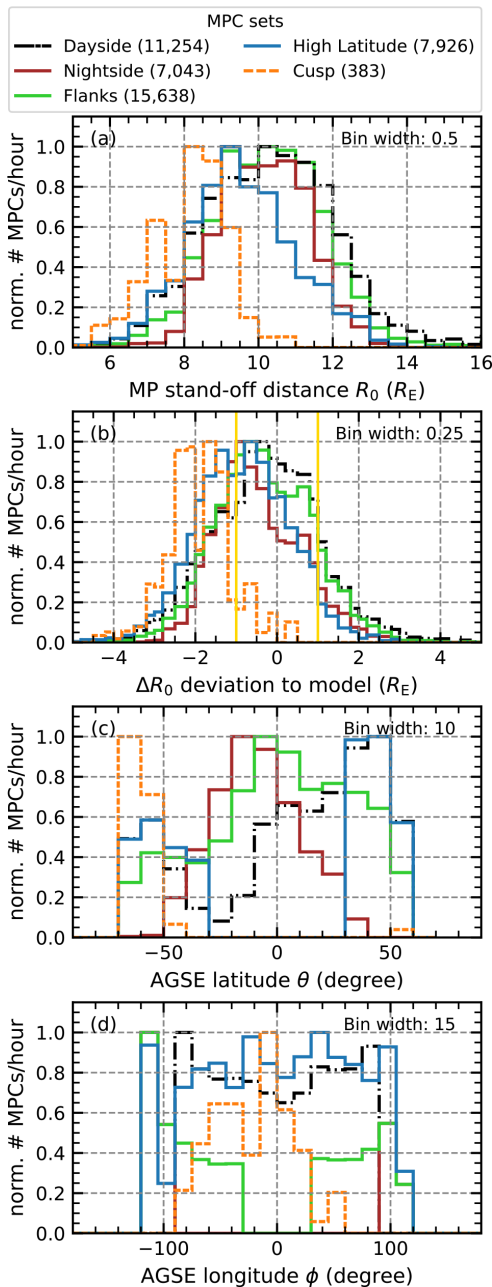 MPC sets
Dayside (11,254)
Nightside (7,043)
Flanks (15,638)
High Latitude (7,926)
Cusp (383)
(a)
Bin width: 0.5
norm. # MPCs/hour
1.0
0.8
0.6
0.4
0.2
0.0
6 8 10 12 14 16
MP stand-off distance R₀ (R_E)
(b)
Bin width: 0.25
norm. # MPCs/hour
1.0
0.8
0.6
0.4
0.2
0.0
−4 −2 0 2 4
ΔR₀ deviation to model (R_E)
(c)
Bin width: 10
norm. # MPCs/hour
1.0
0.8
0.6
0.4
0.2
0.0
−50 0 50
AGSE latitude θ (degree)
(d)
Bin width: 15
norm. # MPCs/hour
1.0
0.8
0.6
0.4
0.2
0.0
−100 0 100
AGSE longitude ϕ (degree)